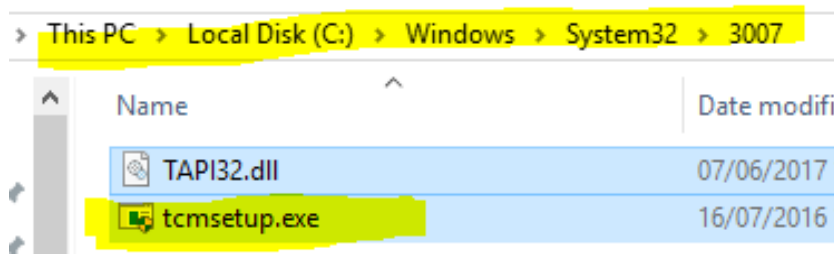 This PC > Local Disk (C:) > Windows > System32 > 3007
Name Date modifi
TAPI32.dll 07/06/2017
tcmsetup.exe 16/07/2016